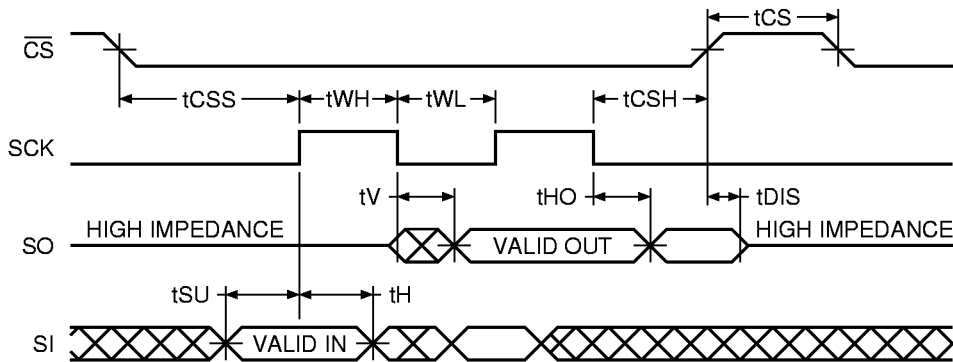 tCS
CS
tCSS tWH tWL tCSH
SCK
tV tHO tDIS
HIGH IMPEDANCE HIGH IMPEDANCE
SO VALID OUT
tSU tH
SI VALID IN